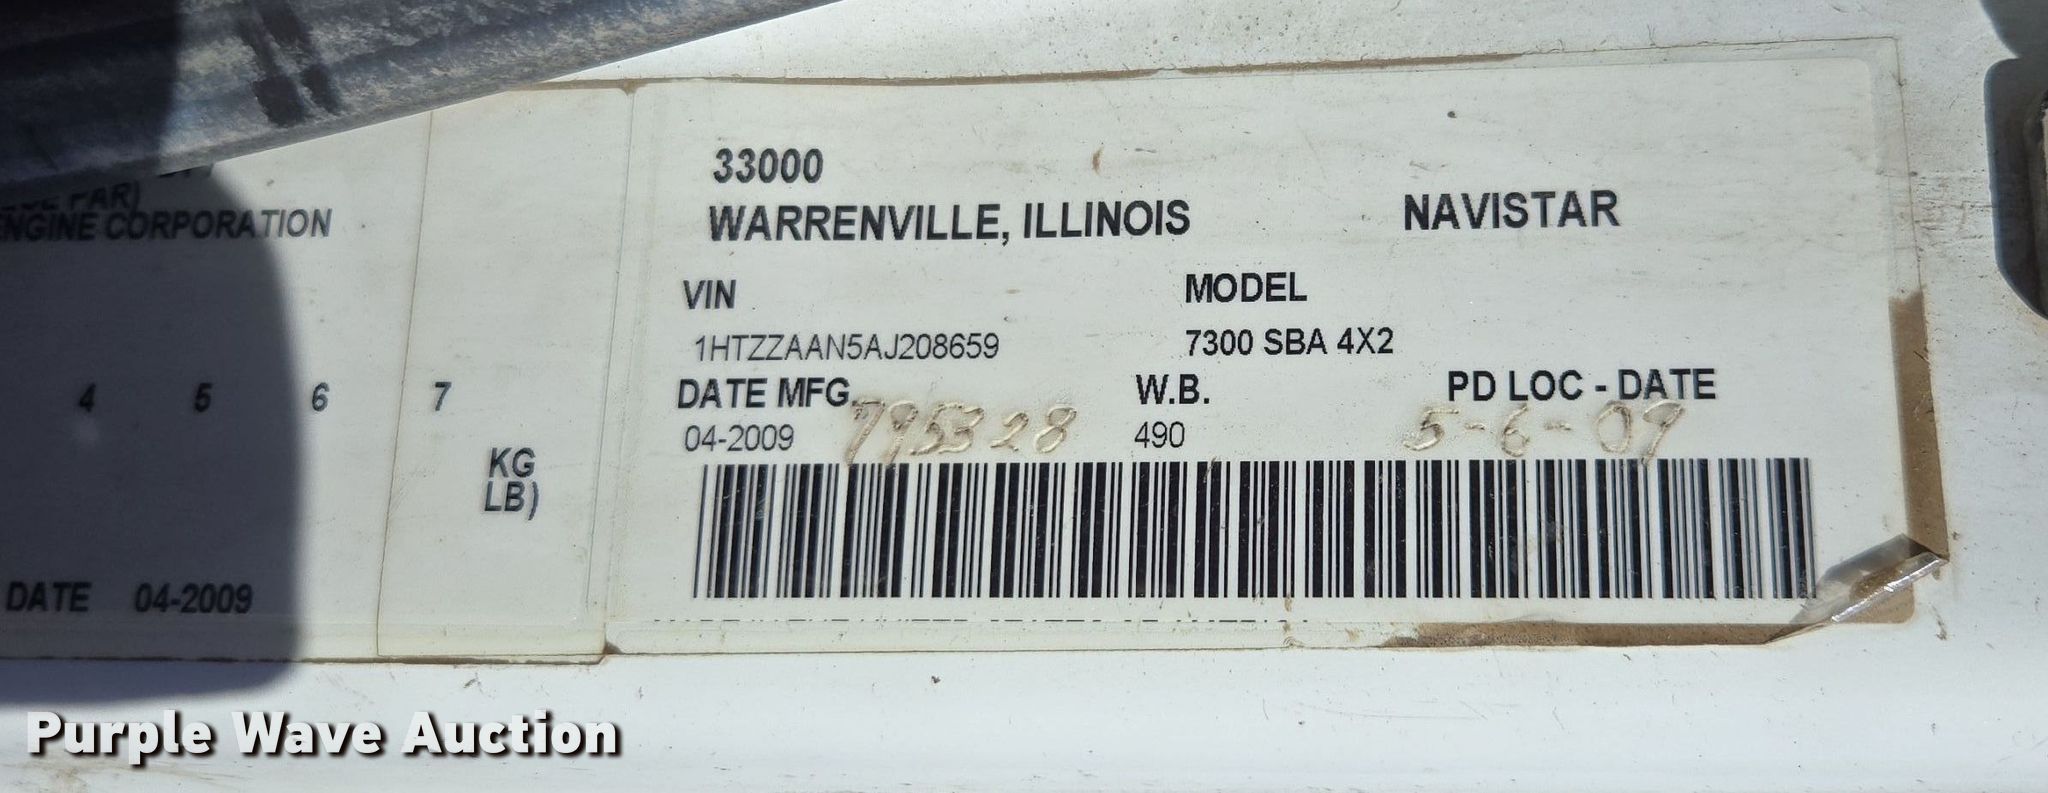 33000
WARRENVILLE, ILLINOIS NAVISTAR
ENGINE CORPORATION
VIN MODEL
1HTZZAAN5AJ208659 7300 SBA 4X2
4 5 6 7
DATE MFG. W.B. PD LOC - DATE
04-2009 795328 490 5-6-09
KG
LB)
DATE 04-2009
Purple Wave Auction